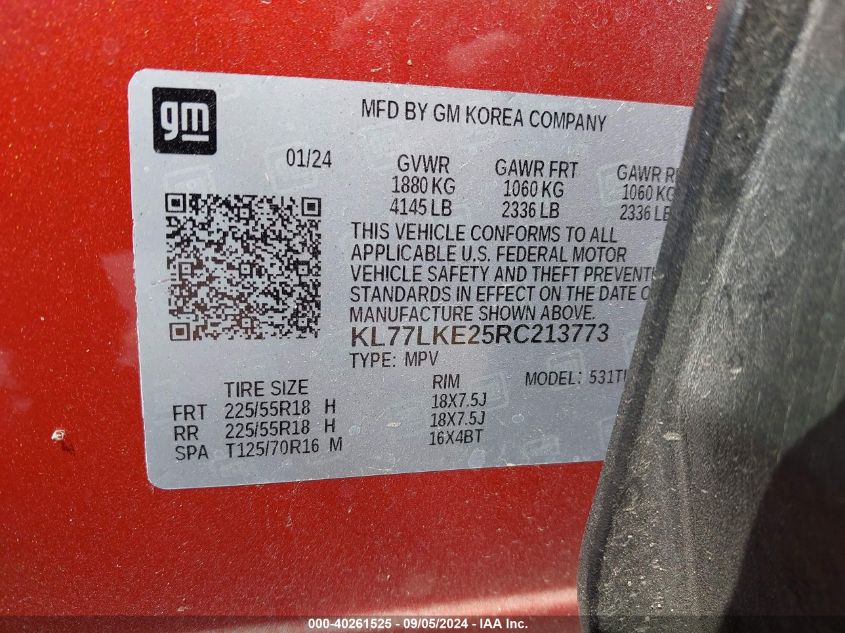 gm
MFD BY GM KOREA COMPANY
01/24 GVWR GAWR FRT GAWR
1880 KG 1060 KG 1060 KG
4145 LB 2336 LB 2336 LB
THIS VEHICLE CONFORMS TO ALL
APPLICABLE U.S. FEDERAL MOTOR
VEHICLE SAFETY AND THEFT
STANDARDS IN EFFECT ON THE DATE
MANUFACTURE SHOWN ABOVE.
KL77LKE25RC213773
TYPE: MPV
MODEL:
TIRE SIZE RIM
FRT 225/55R18 H 18X7.5J
RR 225/55R18 H 18X7.5J
SPA T125/70R16 M 16X4BT
000-40261525 - 09/05/2024 - IAA Inc.